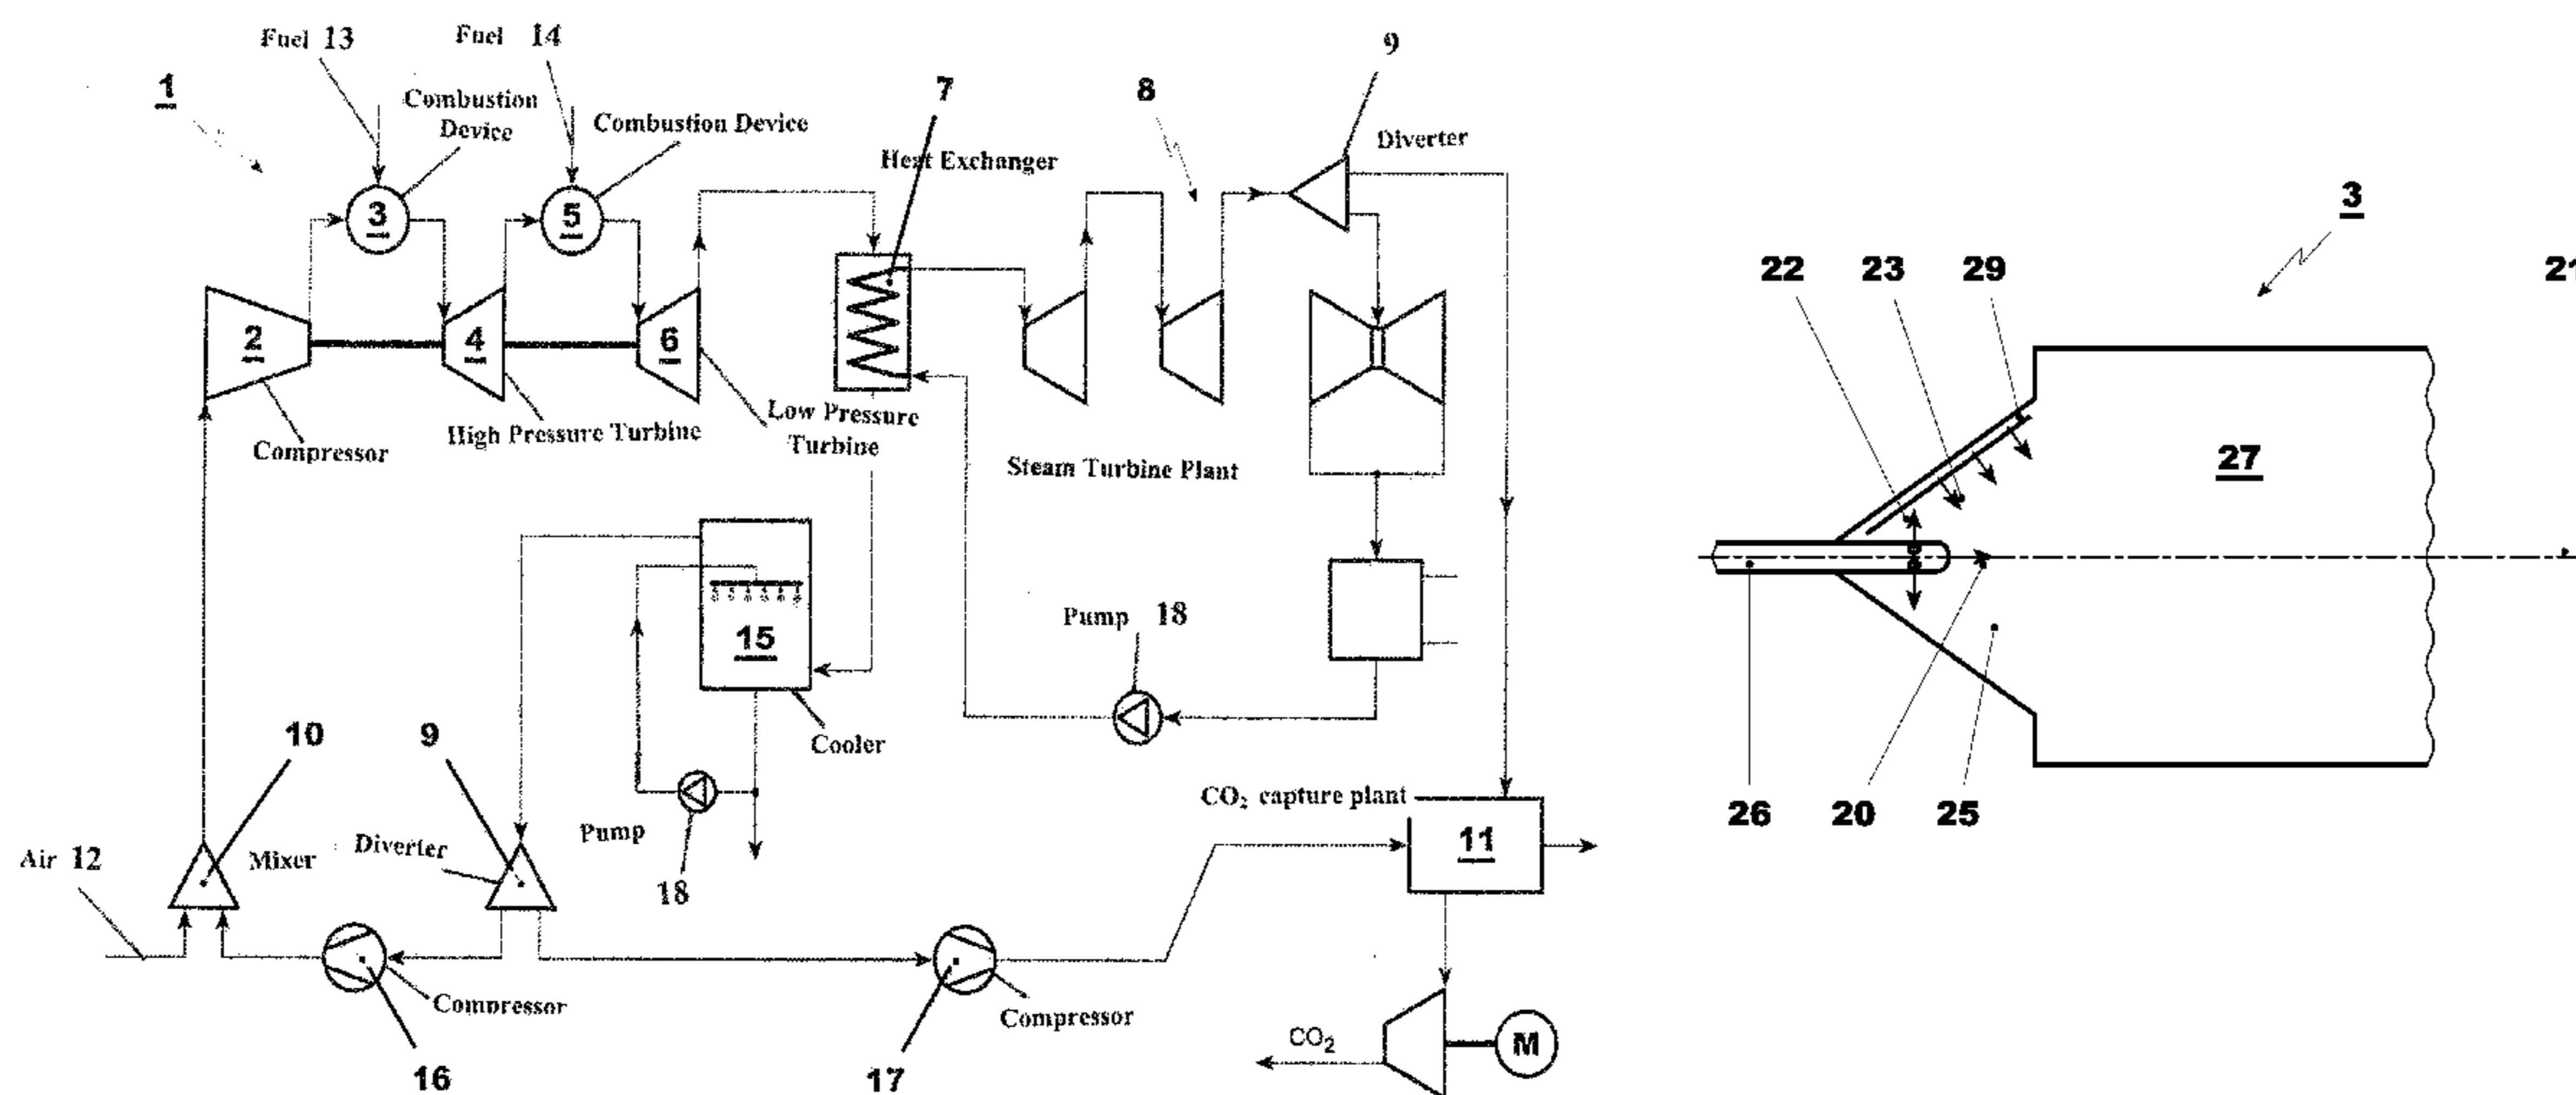 Fuel 13
Fuel 14
9
1
Combustion
Device
Combustion Device
7
8
Diverter
Heat Exchanger
3
5
2
4
6
Low Pressure
Turbine
High Pressure Turbine
Compressor
Steam Turbine Plant
15
Pump 18
Cooler
10
9
Pump
18
CO2 capture plant
11
Air 12
Mixer
Diverter
Compressor
Compressor
16
17
CO2
M
3
22
23
29
21
27
26
20
25